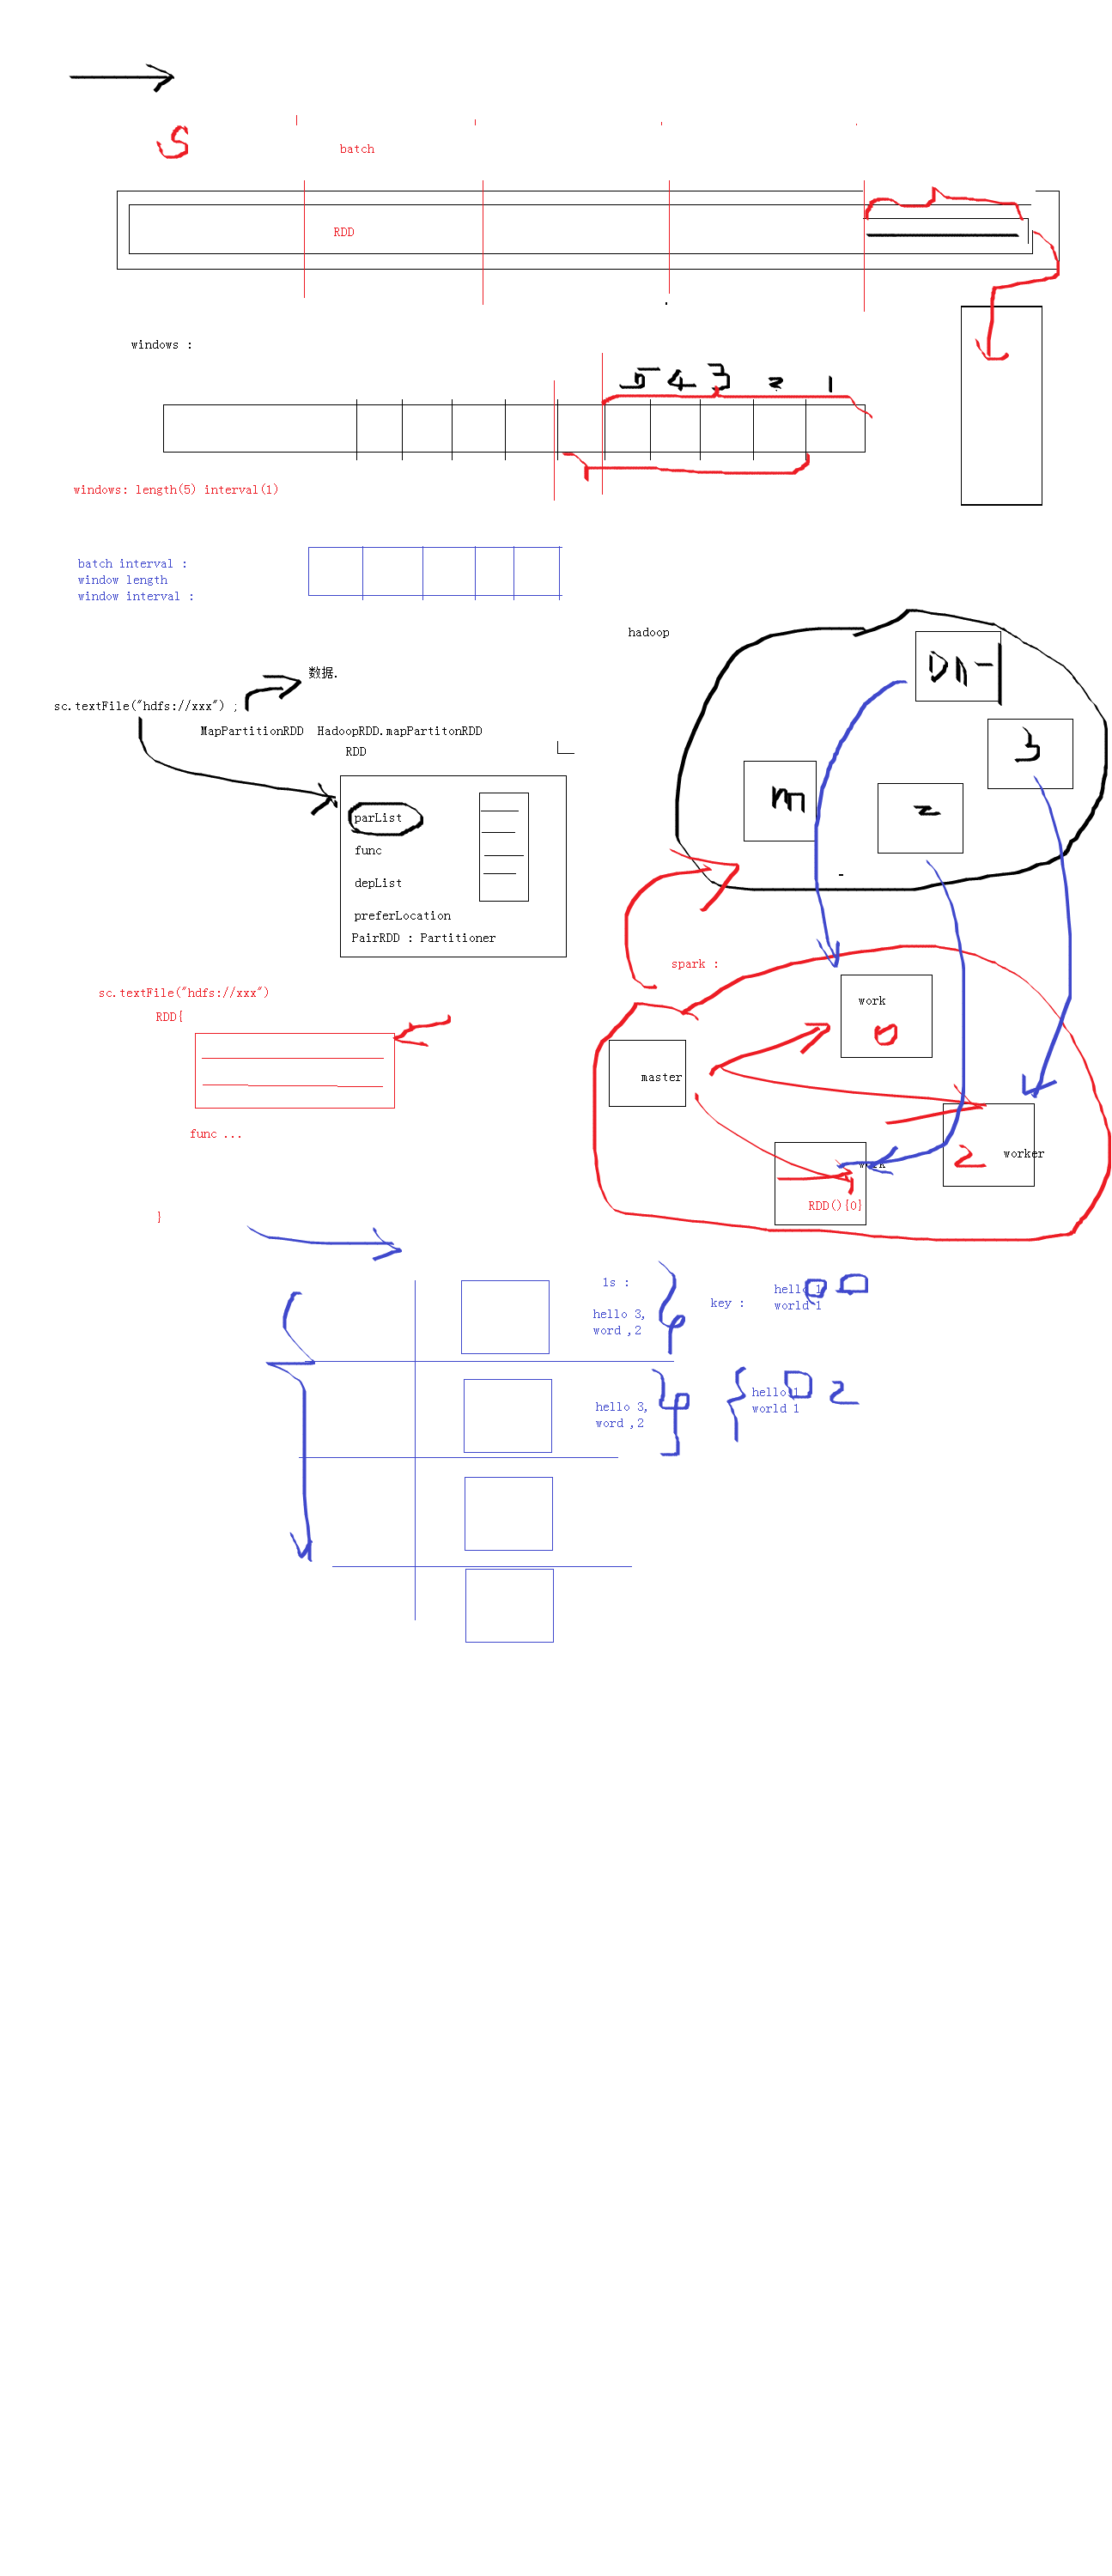 S
batch
RDD
windows :
5 4 3 2 1
windows: length(5) interval(1)
batch interval :
window length
window interval :
hadoop
Dn-1
3
m
2
数据.
sc.textFile("hdfs://xxx") ;
MapPartitionRDD HadoopRDD.mapPartitonRDD
RDD
parList
func
depList
preferLocation
PairRDD : Partitioner
spark :
work
0
master
worker
2
work
RDD(){0}
sc.textFile("hdfs://xxx")
RDD{
func ...
}
1s :
hello 3,
word ,2
key :
hello 1
world 1
hello 3,
word ,2
hello 1
world 1
2